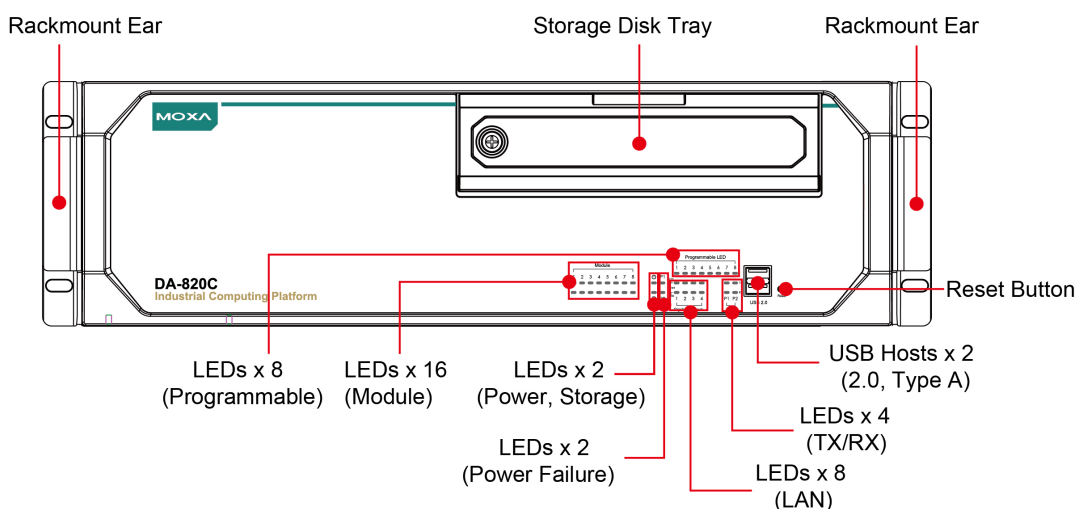 Rackmount Ear
Storage Disk Tray
Rackmount Ear
MOXA
Programmable LED
1 2 3 4 5 6 7 8
Module
2 3 4 5 6 7 8
1 2 3 4
P1 P2
USB 2.0
DA-820C
Industrial Computing Platform
Reset Button
LEDs x 8
(Programmable)
LEDs x 16
(Module)
LEDs x 2
(Power, Storage)
USB Hosts x 2
(2.0, Type A)
LEDs x 4
(TX/RX)
LEDs x 2
(Power Failure)
LEDs x 8
(LAN)